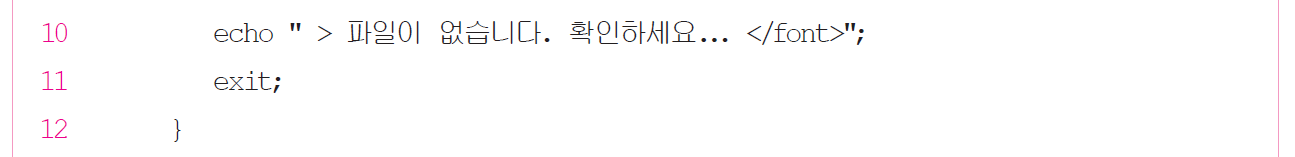 10 echo " > 파일이 없습니다. 확인하세요... </font>";
11 exit;
12 }